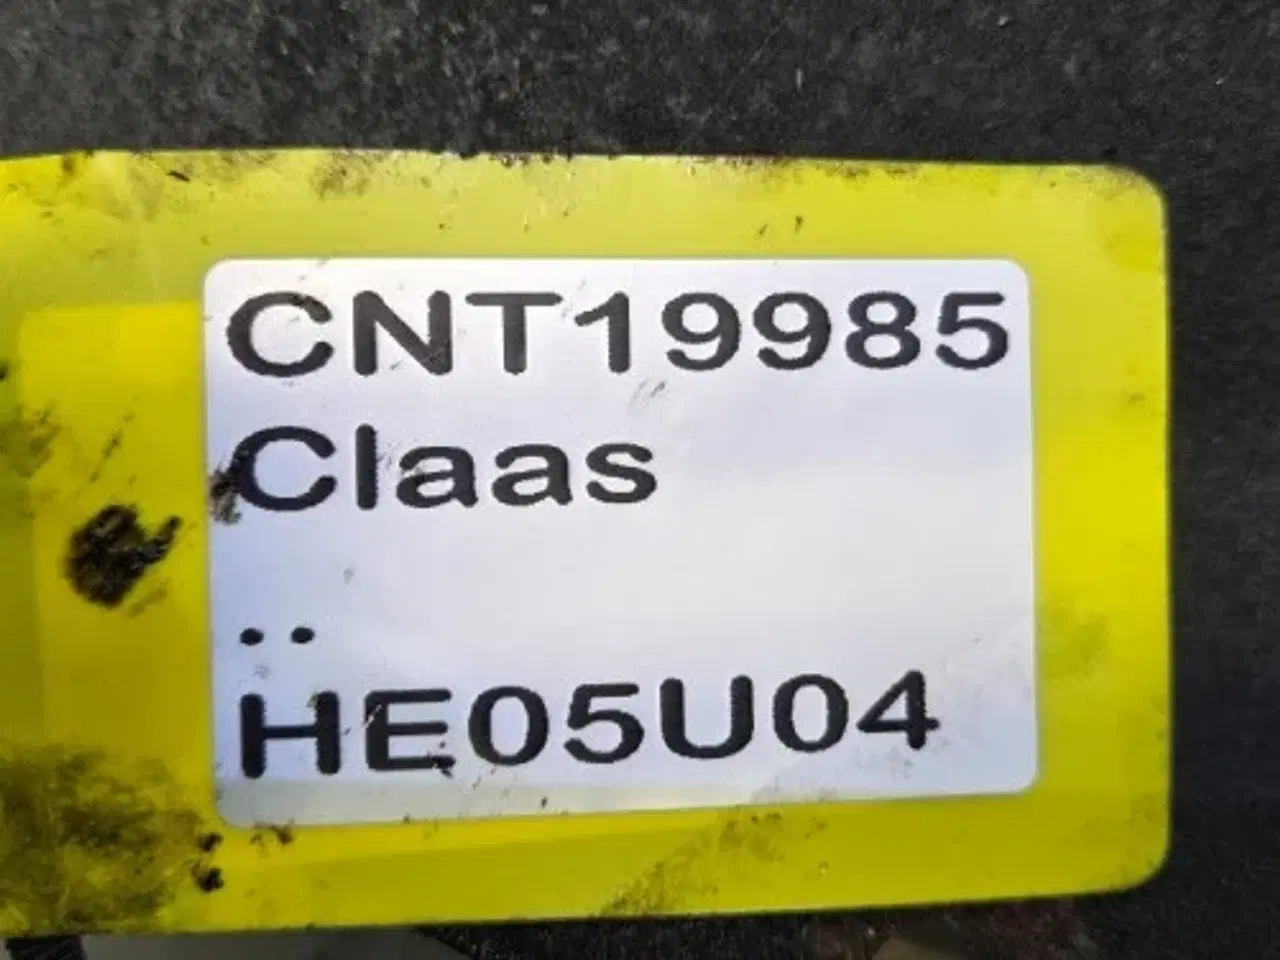 CNT19985
Claas
..
HE05U04